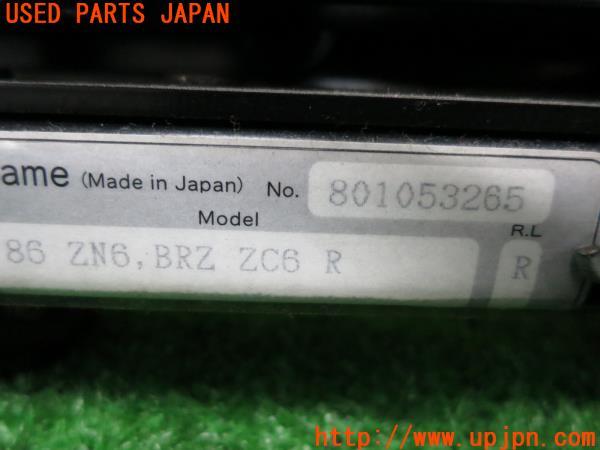 USED PARTS JAPAN
ame (Made in Japan) No. 801053265
Model R.L
86 ZN6, BRZ ZC6 R R
http://www.upjpn.com